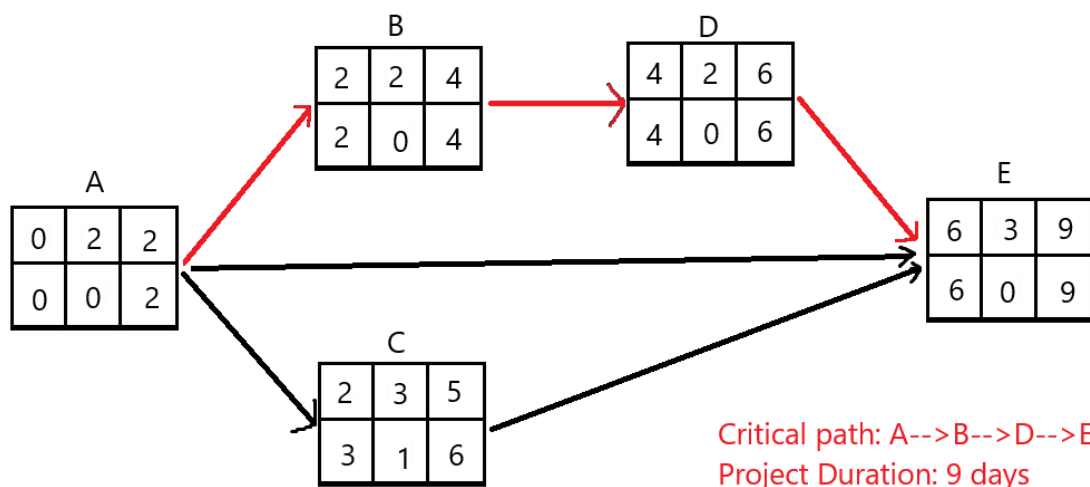 B
2 2 4
2 0 4
D
4 2 6
4 0 6
A
0 2 2
0 0 2
E
6 3 9
6 0 9
C
2 3 5
3 1 6
Critical path: A-->B-->D-->E
Project Duration: 9 days